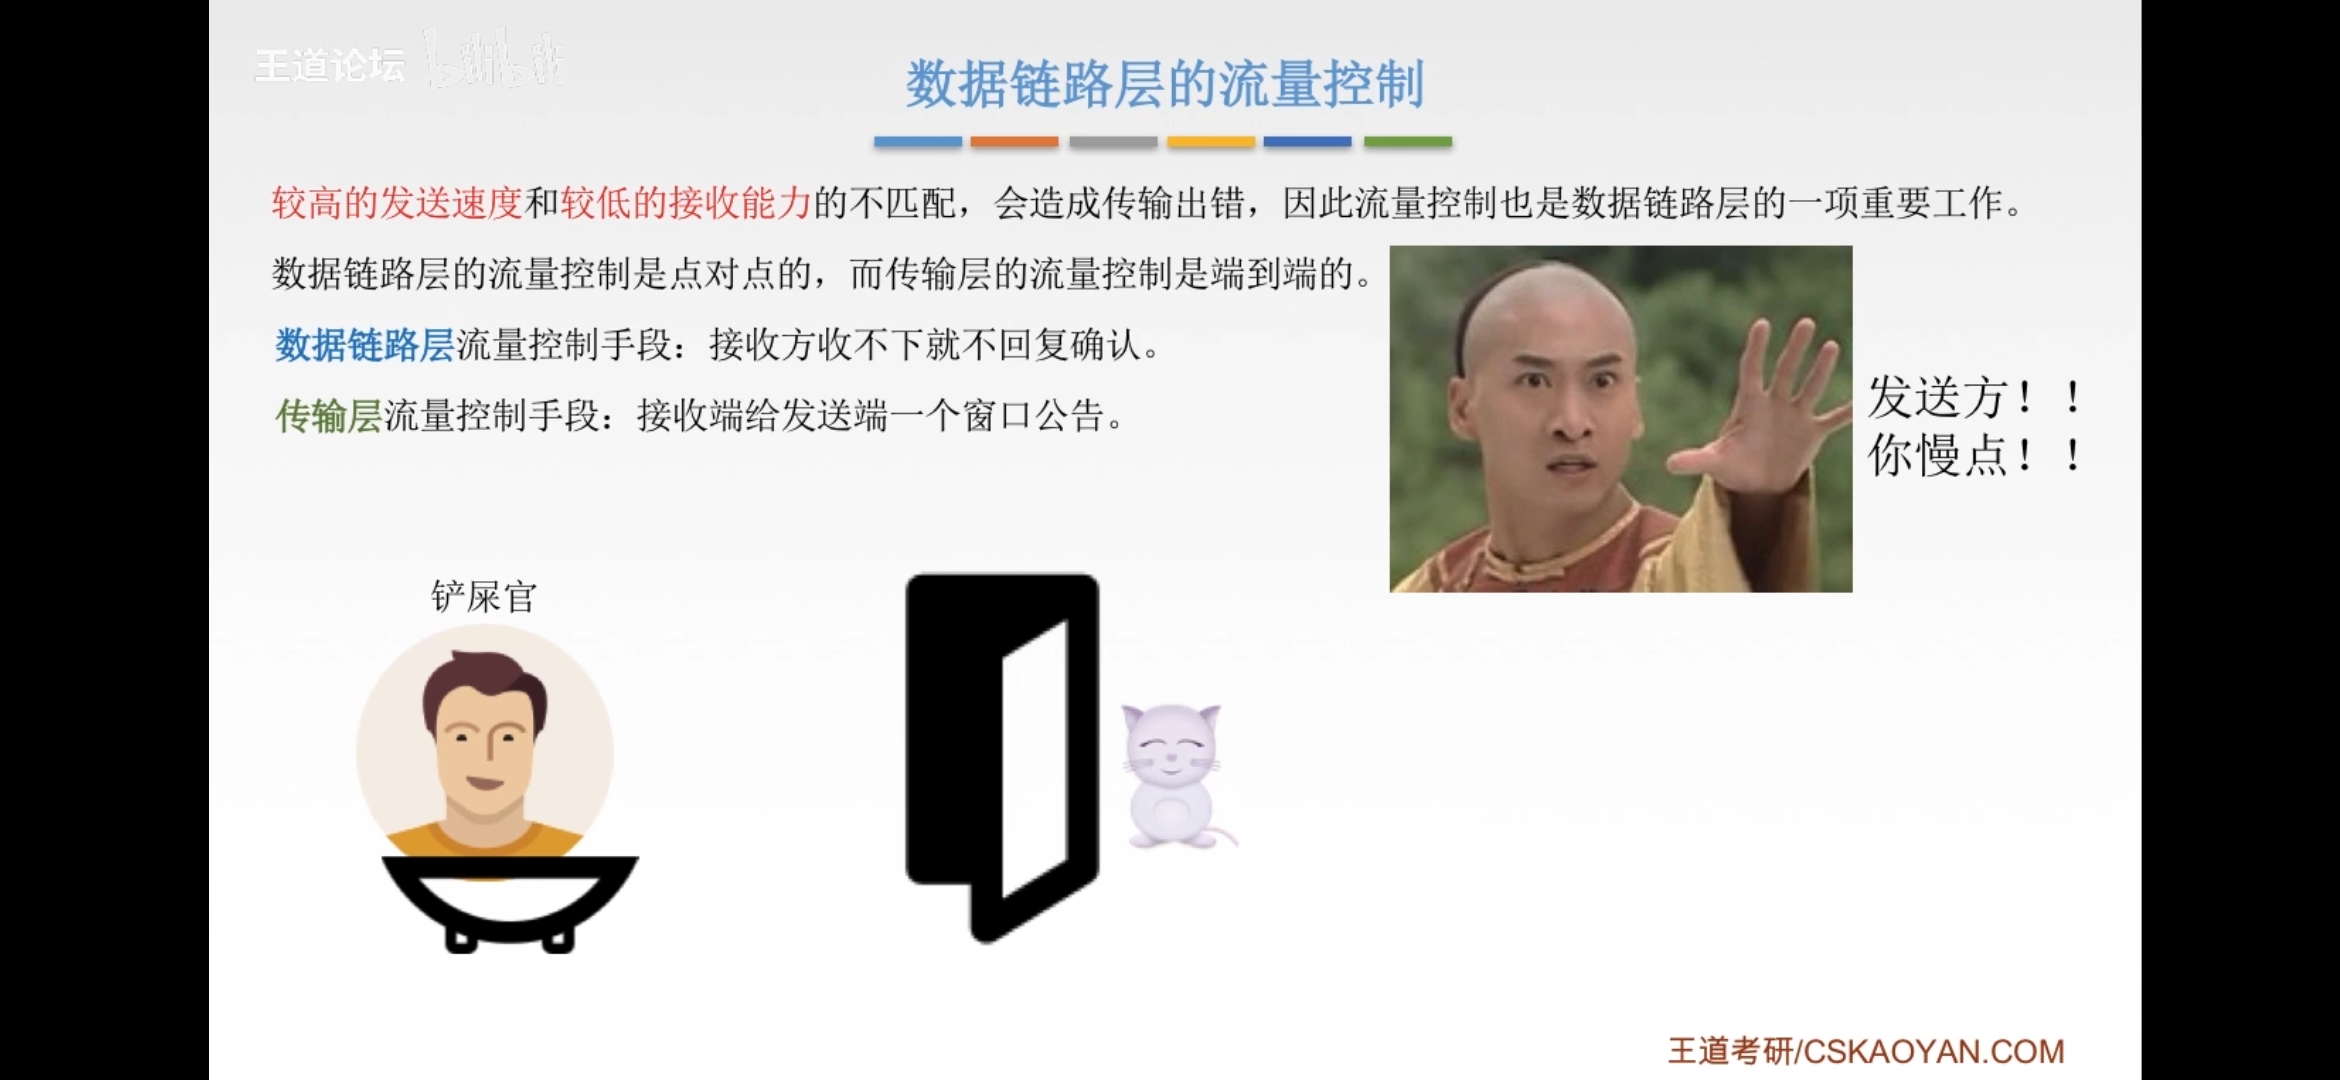 王道论坛 bilibili
数据链路层的流量控制
较高的发送速度和较低的接收能力的不匹配，会造成传输出错，因此流量控制也是数据链路层的一项重要工作。
数据链路层的流量控制是点对点的，而传输层的流量控制是端到端的。
数据链路层流量控制手段：接收方收不下就不回复确认。
传输层流量控制手段：接收端给发送端一个窗口公告。
发送方！！
你慢点！！
铲屎官
王道考研/CSKAOYAN.COM